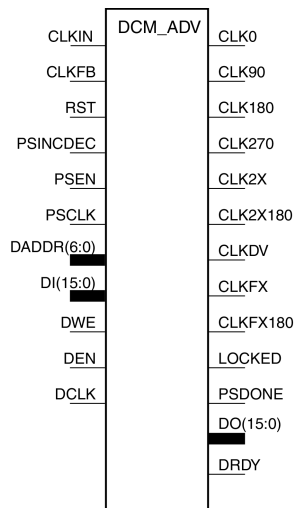 DCM_ADV
CLKIN
CLKFB
RST
PSINCDEC
PSEN
PSCLK
DADDR(6:0)
DI(15:0)
DWE
DEN
DCLK
CLK0
CLK90
CLK180
CLK270
CLK2X
CLK2X180
CLKDV
CLKFX
CLKFX180
LOCKED
PSDONE
DO(15:0)
DRDY